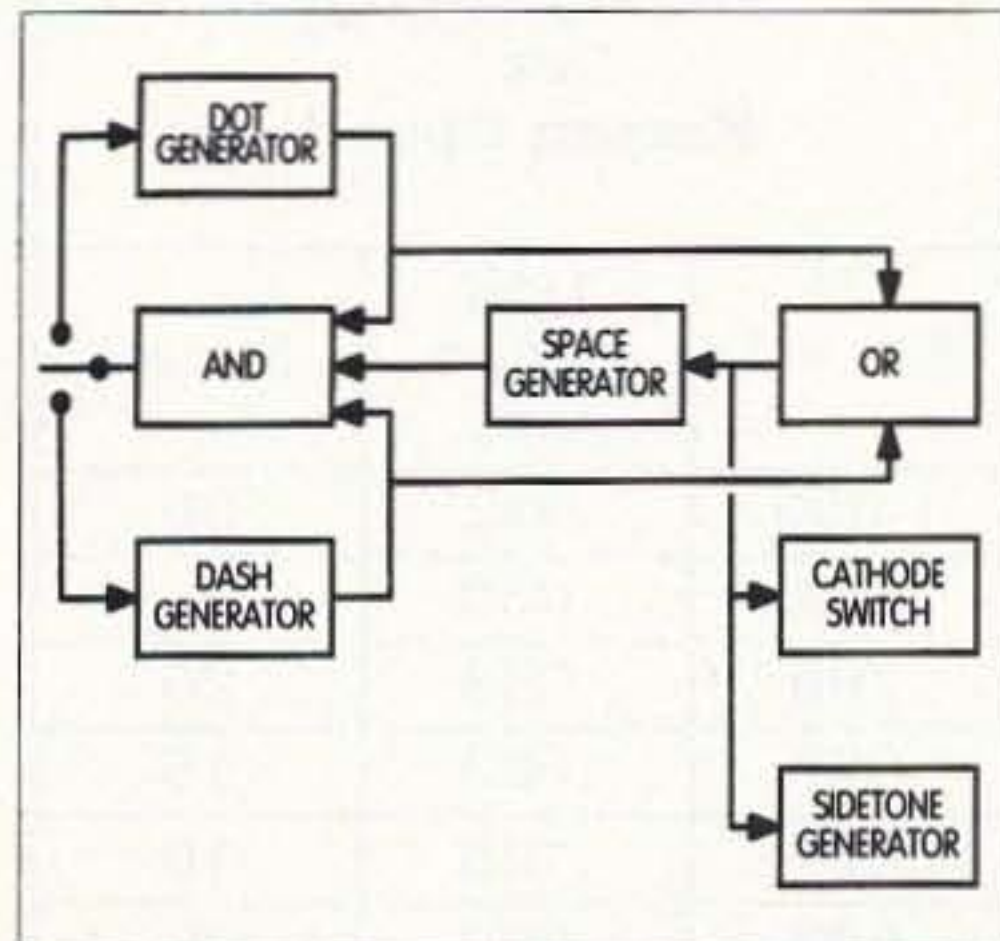 DOT
GENERATOR
AND
SPACE
GENERATOR
OR
DASH
GENERATOR
CATHODE
SWITCH
SIDETONE
GENERATOR